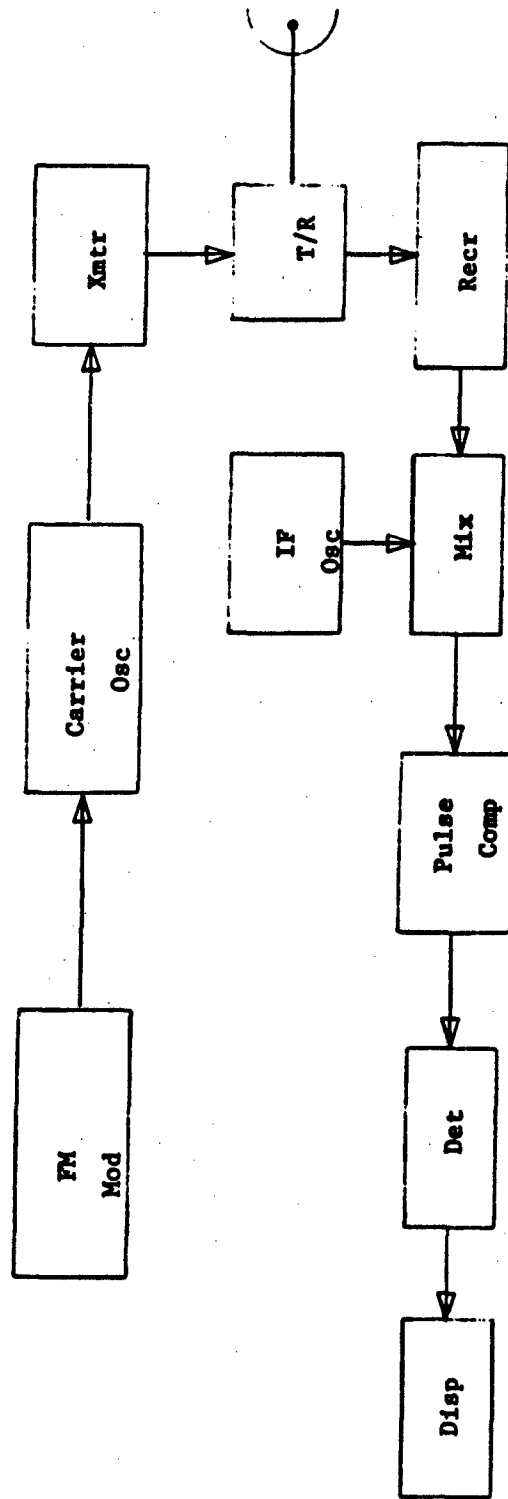 FM
Mod
Carrier
Osc
Xmtr
T/R
IF
Osc
Recr
Mix
Pulse
Comp
Det
Disp